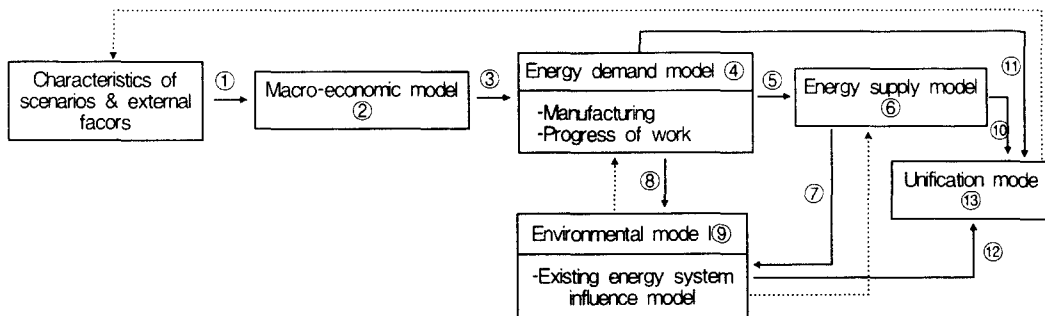 Characteristics of
scenarios & external
facors
①
Macro-economic model
②
③
Energy demand model ④
-Manufacturing
-Progress of work
⑤
Energy supply model
⑥
⑦
⑧
Environmental mode l⑨
-Existing energy system
influence model
⑩
⑪
Unification mode
⑬
⑫